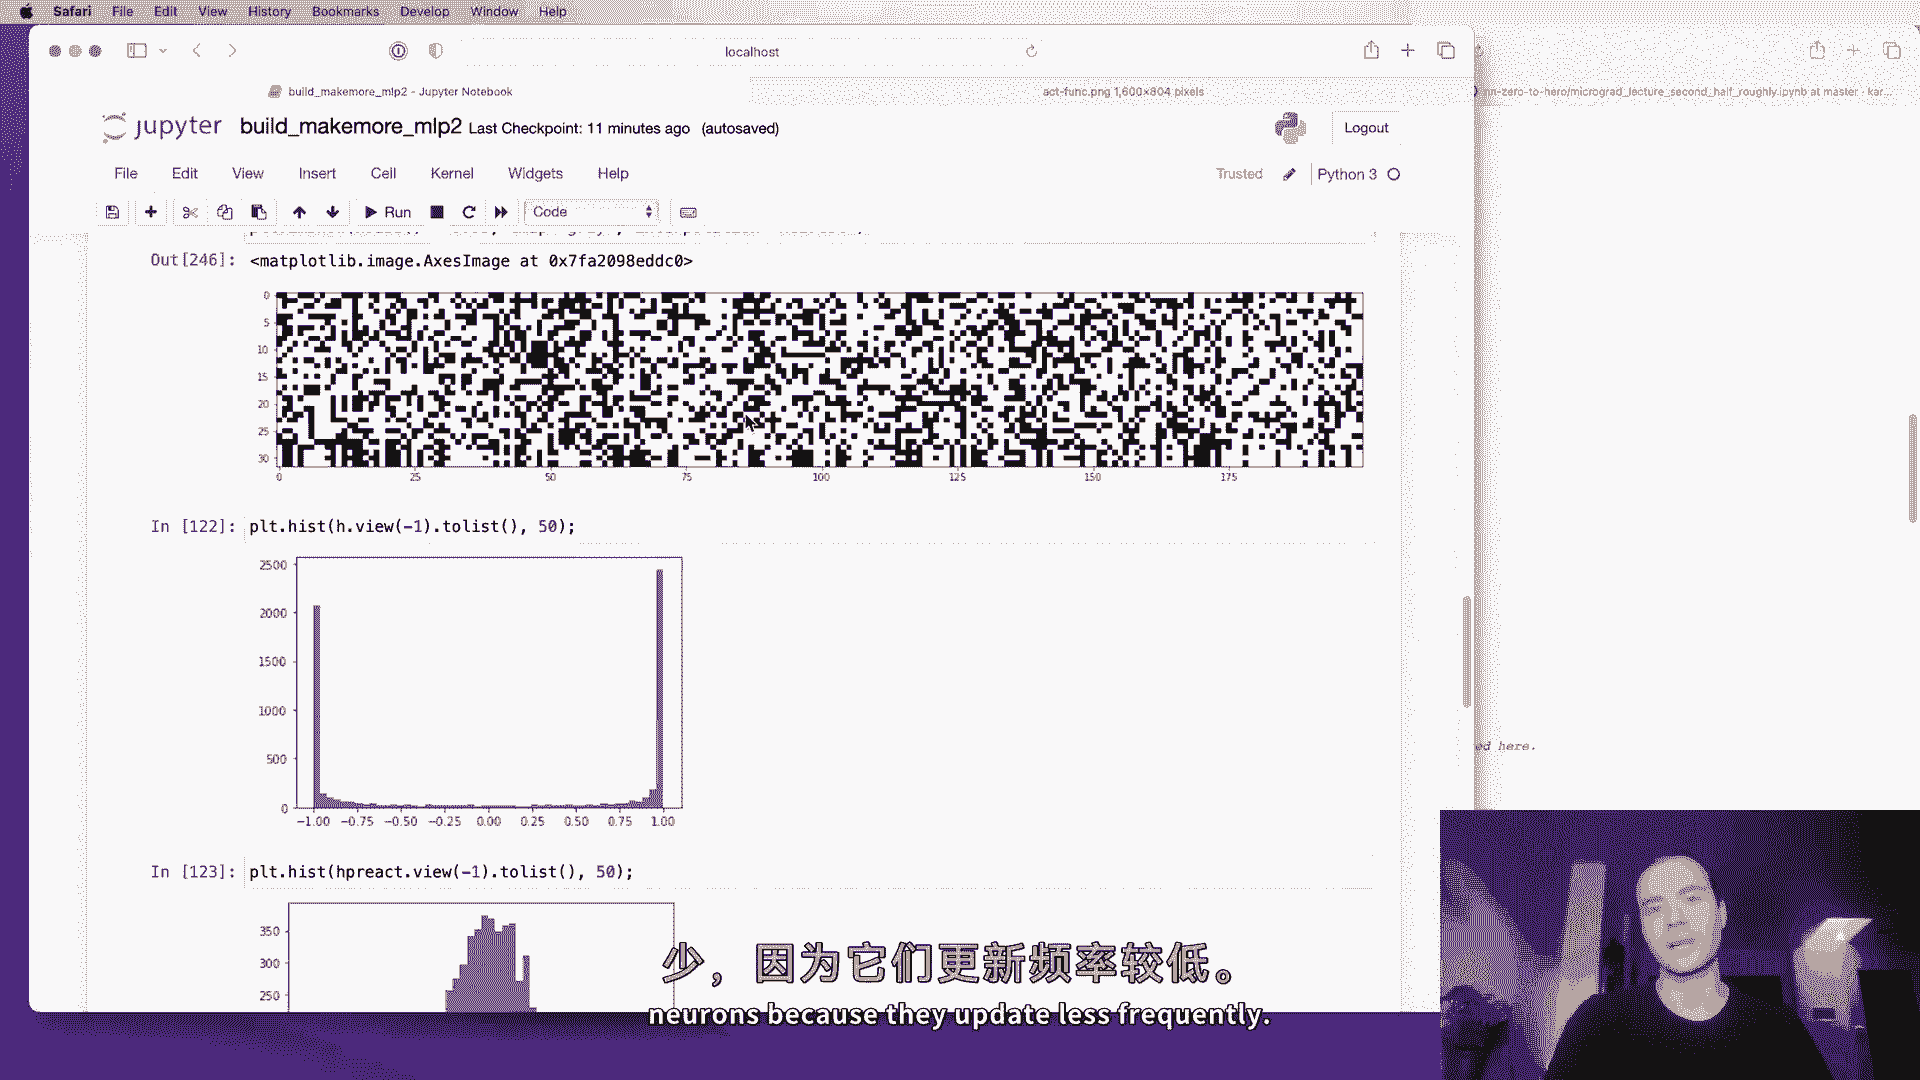 Safari File Edit View History Bookmarks Develop Window Help
localhost
build_makemore_mlp2 - Jupyter Notebook
act-func.png 1,600×804 pixels
nn-zero-to-hero/micrograd_lecture_second_half_roughly.ipynb at master · kar...
jupyter build_makemore_mlp2 Last Checkpoint: 11 minutes ago (autosaved)
Logout
File Edit View Insert Cell Kernel Widgets Help
Trusted Python 3
Run Code
Out[246]: <matplotlib.image.AxesImage at 0x7fa2098eddc0>
0
5
10
15
20
25
30
0 25 50 75 100 125 150 175
In [122]: plt.hist(h.view(-1).tolist(), 50);
2500
2000
1500
1000
500
0
−1.00 −0.75 −0.50 −0.25 0.00 0.25 0.50 0.75 1.00
ed here.
In [123]: plt.hist(hpreact.view(-1).tolist(), 50);
350
300
250
少，因为它们更新频率较低。
neurons because they update less frequently.